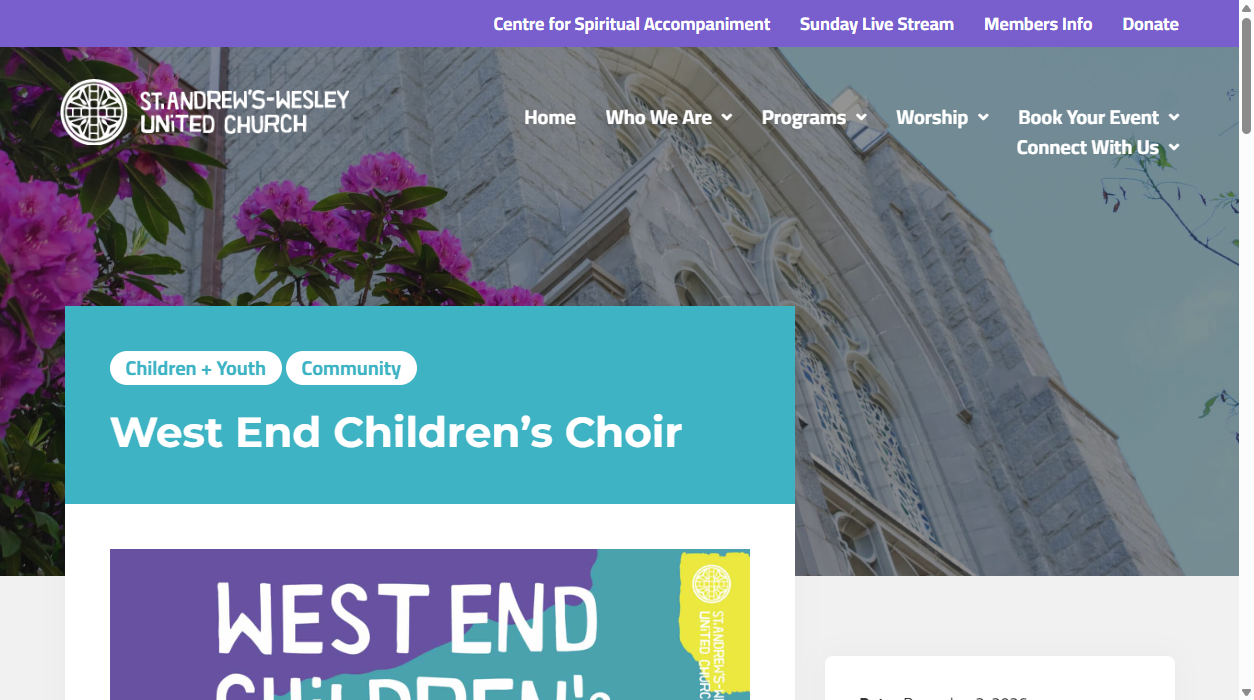 Centre for Spiritual Accompaniment Sunday Live Stream Members Info Donate
ST. ANDREW'S-WESLEY
UNITED CHURCH
Home Who We Are Programs Worship Book Your Event
Connect With Us
Children + Youth Community
West End Children’s Choir
WEST END
CHILDREN'S
ST. ANDREW'S-
UNITED CHURC